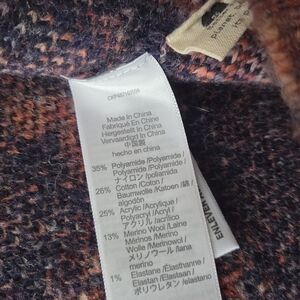 Made in China
Fabriqué En Chine
Hergestellt in China
Vervaardigd in China
中国製
hecho en china
35% Polyamide /Polyamide /
Polyamide /Polyamide /
ナイロン /poliamida
26% Cotton /Coton /
Baumwolle /Katoen /綿 /
algodón
25% Acrylic /Acrylique /
Polyacryl /Acryl /
アクリル /acrílico
13% Merino Wool /Laine
Mérinos /Merino
Wolle /Merinowol /
メリノウール /lana
merino
1% Elastane /Élasthanne /
Elastan /Elastaan /
ポリウレタン /elastano
planet